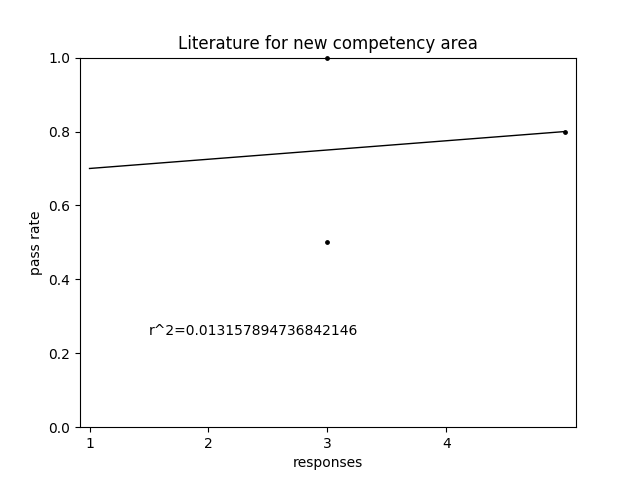 Literature for new competency area
1.0
0.8
0.6
0.4
0.2
0.0
pass rate
r^2=0.013157894736842146
1 2 3 4
responses